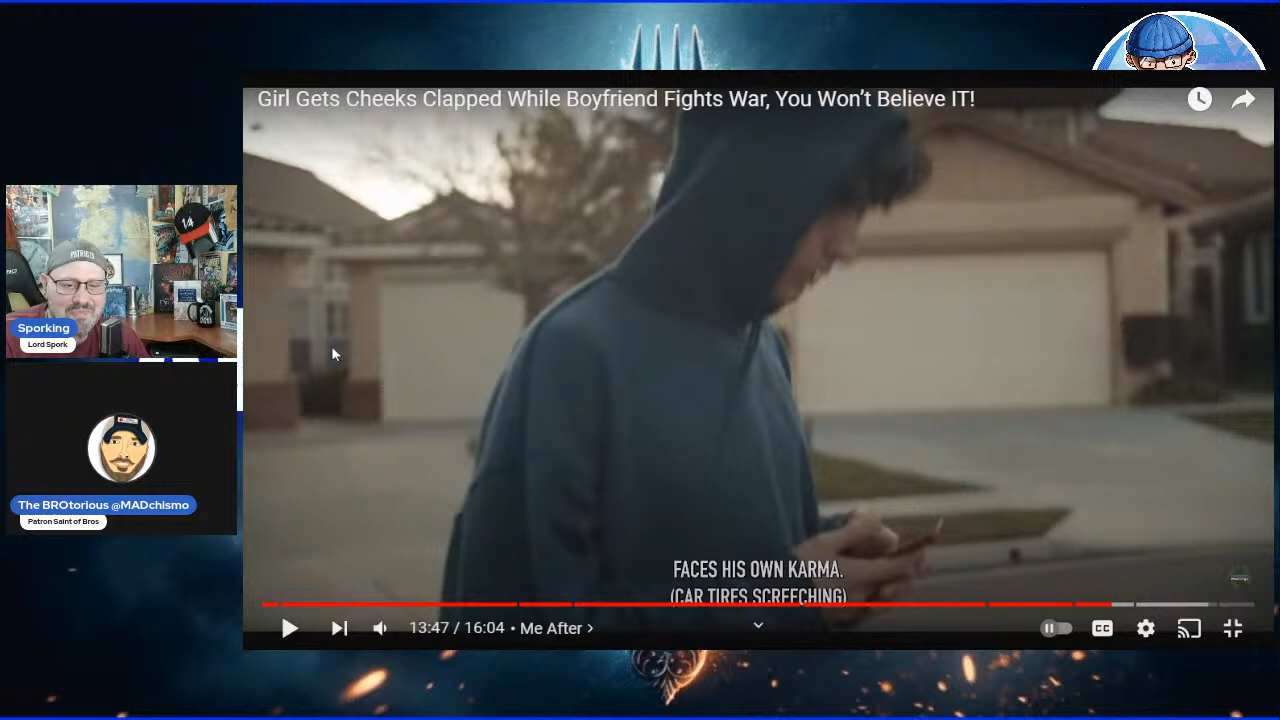 Girl Gets Cheeks Clapped While Boyfriend Fights War, You Won't Believe IT!
PATRIOTS
Sporking
Lord Spork
The BROtorious @MADchismo
Patron Saint of Bros
FACES HIS OWN KARMA.
(CAR TIRES SCREECHING)
13:47 / 16:04 • Me After >
CC